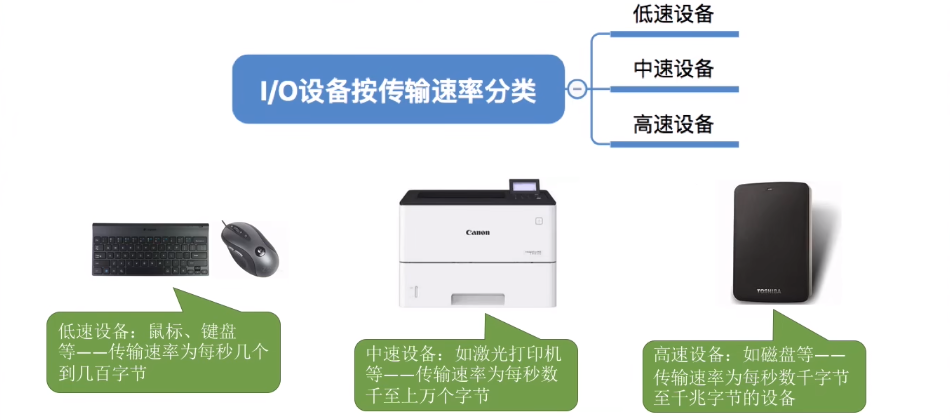 低速设备
I/O设备按传输速率分类
中速设备
高速设备
Canon
TOSHIBA
低速设备：鼠标、键盘
等——传输速率为每秒几个
到几百字节
中速设备：如激光打印机
等——传输速率为每秒数
千至上万个字节
高速设备：如磁盘等——
传输速率为每秒数千字节
至千兆字节的设备